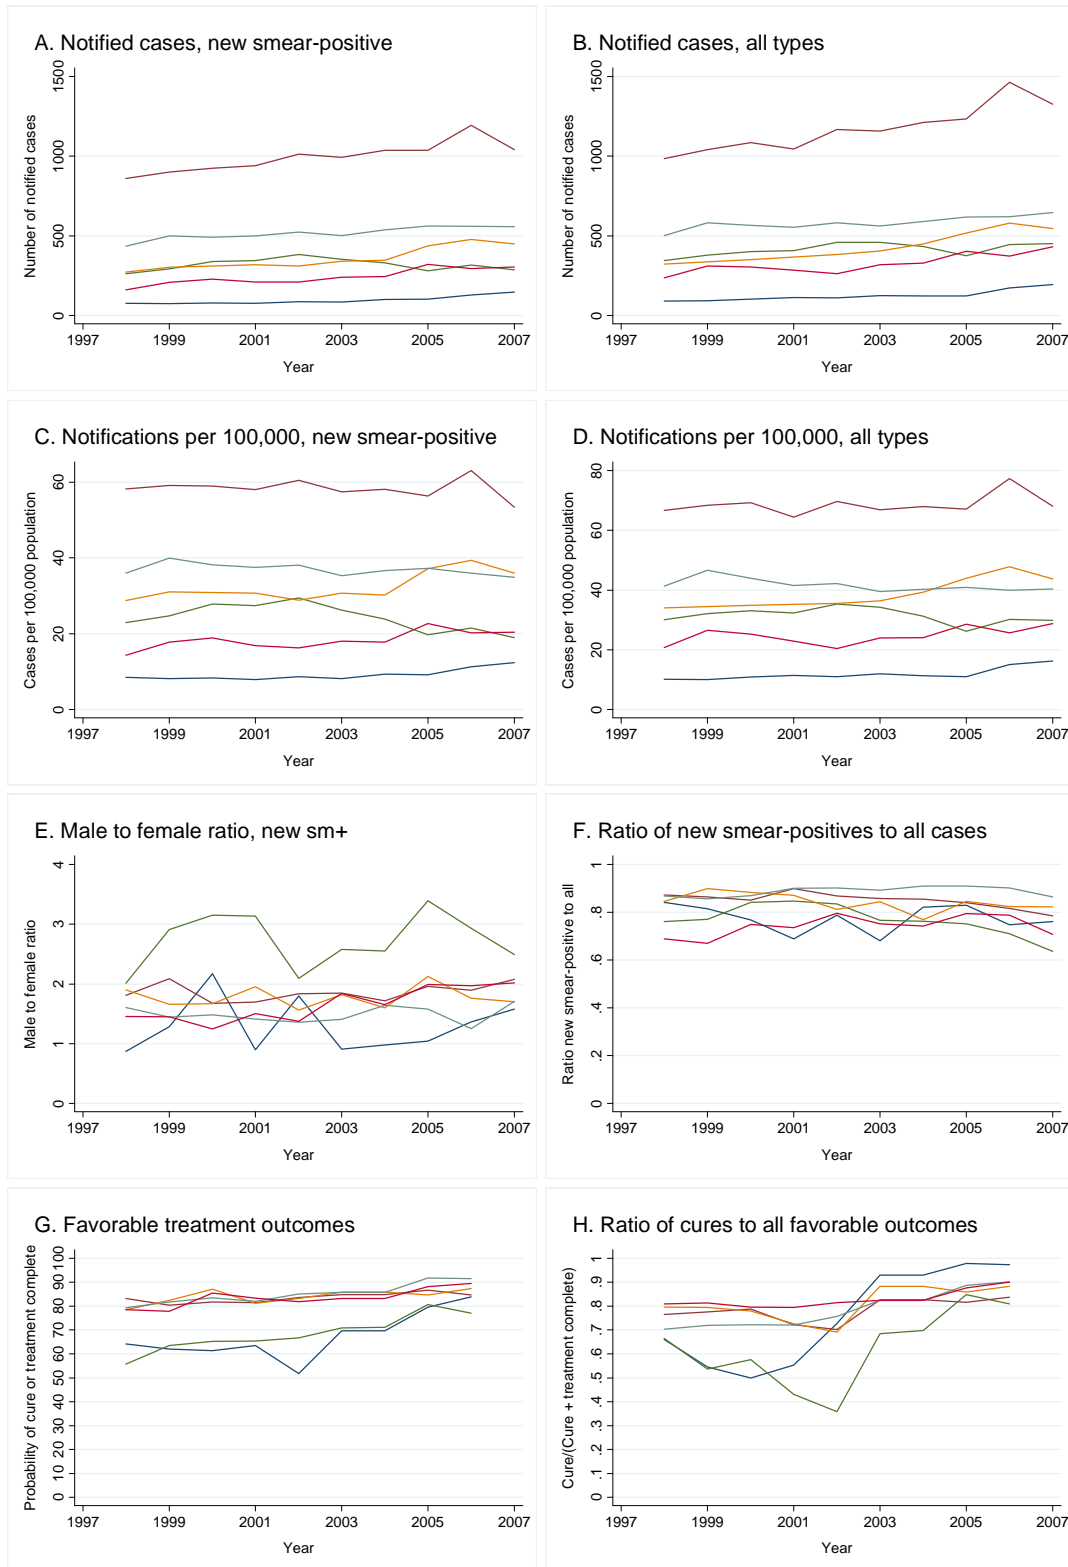 A. Notified cases, new smear-positive
Number of notified cases
1500
1000
500
0
1997 1999 2001 2003 2005 2007
Year
B. Notified cases, all types
Number of notified cases
1500
1000
500
0
1997 1999 2001 2003 2005 2007
Year
C. Notifications per 100,000, new smear-positive
Cases per 100,000 population
60
40
20
0
1997 1999 2001 2003 2005 2007
Year
D. Notifications per 100,000, all types
Cases per 100,000 population
80
60
40
20
0
1997 1999 2001 2003 2005 2007
Year
E. Male to female ratio, new sm+
Male to female ratio
4
3
2
1
0
1997 1999 2001 2003 2005 2007
Year
F. Ratio of new smear-positives to all cases
Ratio new smear-positive to all
1
.8
.6
.4
.2
0
1997 1999 2001 2003 2005 2007
Year
G. Favorable treatment outcomes
Probability of cure or treatment complete
100
90
80
70
60
50
40
30
20
10
0
1997 1999 2001 2003 2005 2007
Year
H. Ratio of cures to all favorable outcomes
Cure/(Cure + treatment complete)
1
.9
.8
.7
.6
.5
.4
.3
.2
.1
0
1997 1999 2001 2003 2005 2007
Year